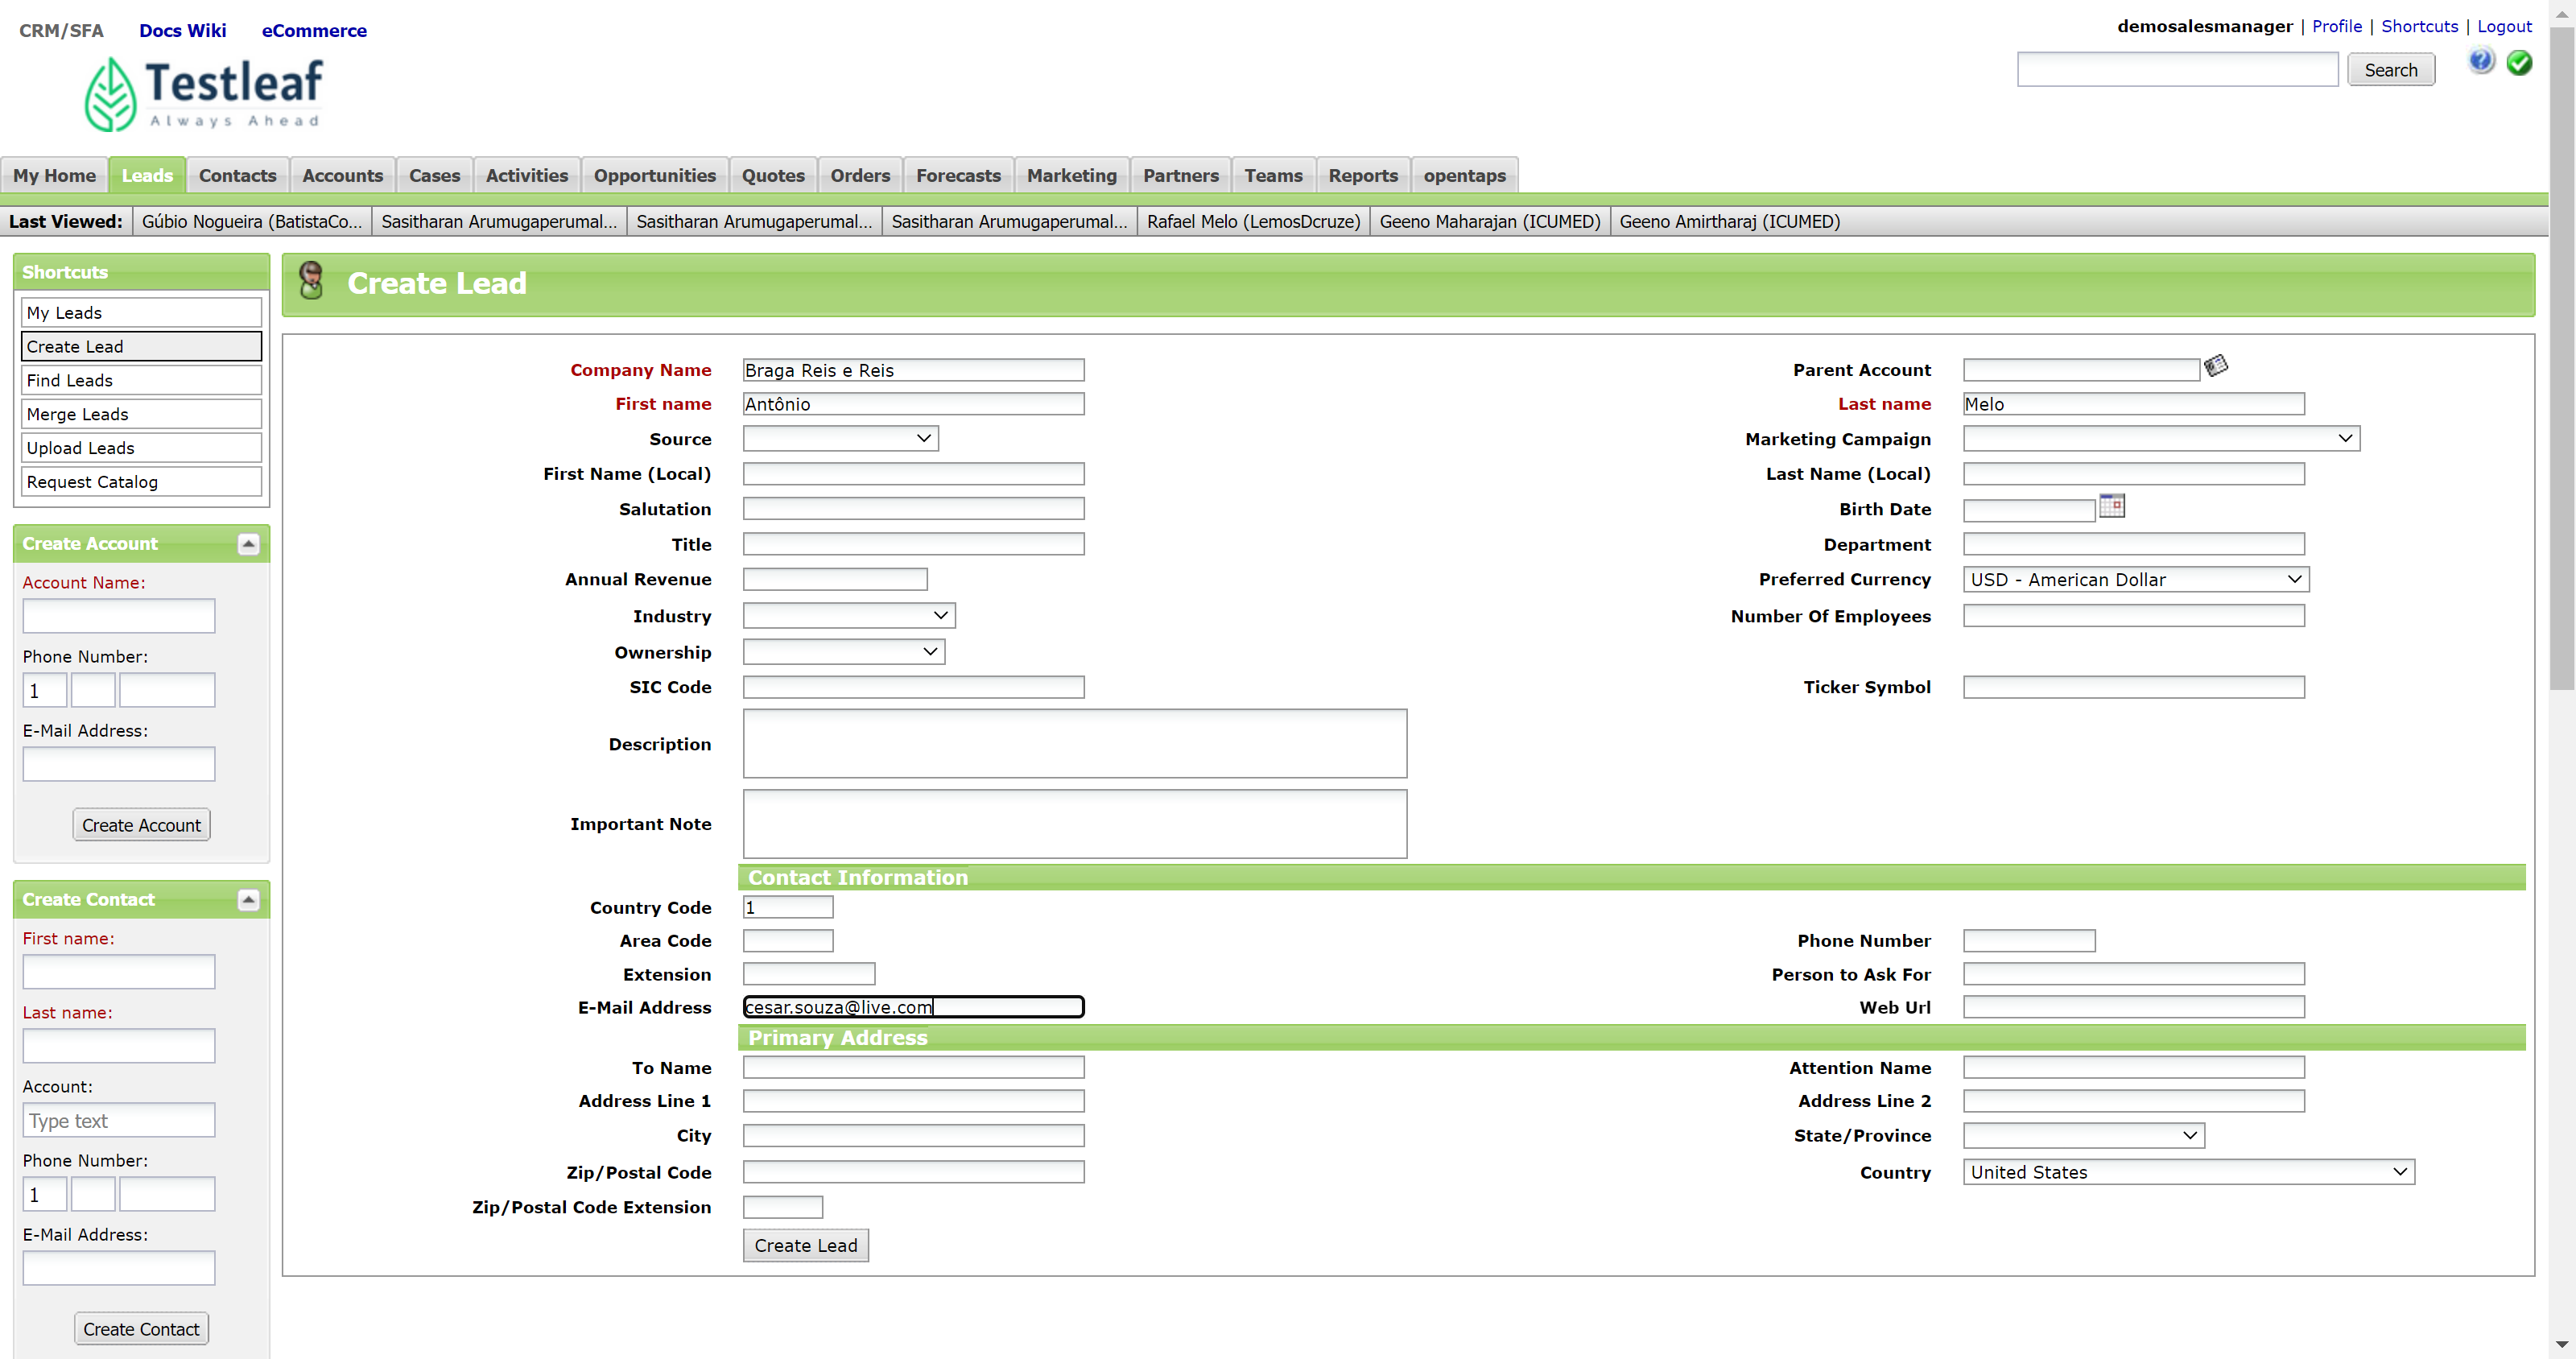 CRM/SFA Docs Wiki eCommerce
demosalesmanager | Profile | Shortcuts | Logout
Testleaf
Always Ahead
Search
My Home Leads Contacts Accounts Cases Activities Opportunities Quotes Orders Forecasts Marketing Partners Teams Reports opentaps
Last Viewed: Gúbio Nogueira (BatistaCo... Sasitharan Arumugaperumal... Sasitharan Arumugaperumal... Sasitharan Arumugaperumal... Rafael Melo (LemosDcruze) Geeno Maharajan (ICUMED) Geeno Amirtharaj (ICUMED)
Shortcuts
My Leads
Create Lead
Find Leads
Merge Leads
Upload Leads
Request Catalog
Create Account
Account Name:
Phone Number:
1
E-Mail Address:
Create Account
Create Contact
First name:
Last name:
Account:
Type text
Phone Number:
1
E-Mail Address:
Create Contact
Create Lead
Company Name Braga Reis e Reis Parent Account
First name Antônio Last name Melo
Source Marketing Campaign
First Name (Local) Last Name (Local)
Salutation Birth Date
Title Department
Annual Revenue Preferred Currency USD - American Dollar
Industry Number Of Employees
Ownership
SIC Code Ticker Symbol
Description
Important Note
Contact Information
Country Code 1
Area Code Phone Number
Extension Person to Ask For
E-Mail Address cesar.souza@live.com Web Url
Primary Address
To Name Attention Name
Address Line 1 Address Line 2
City State/Province
Zip/Postal Code Country United States
Zip/Postal Code Extension
Create Lead